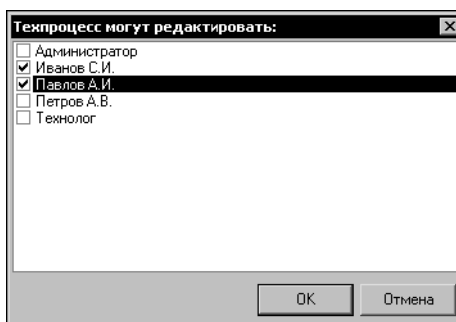 Техпроцесс могут редактировать:
Администратор
Иванов С.И.
Павлов А.И.
Петров А.В.
Технолог
OK Отмена